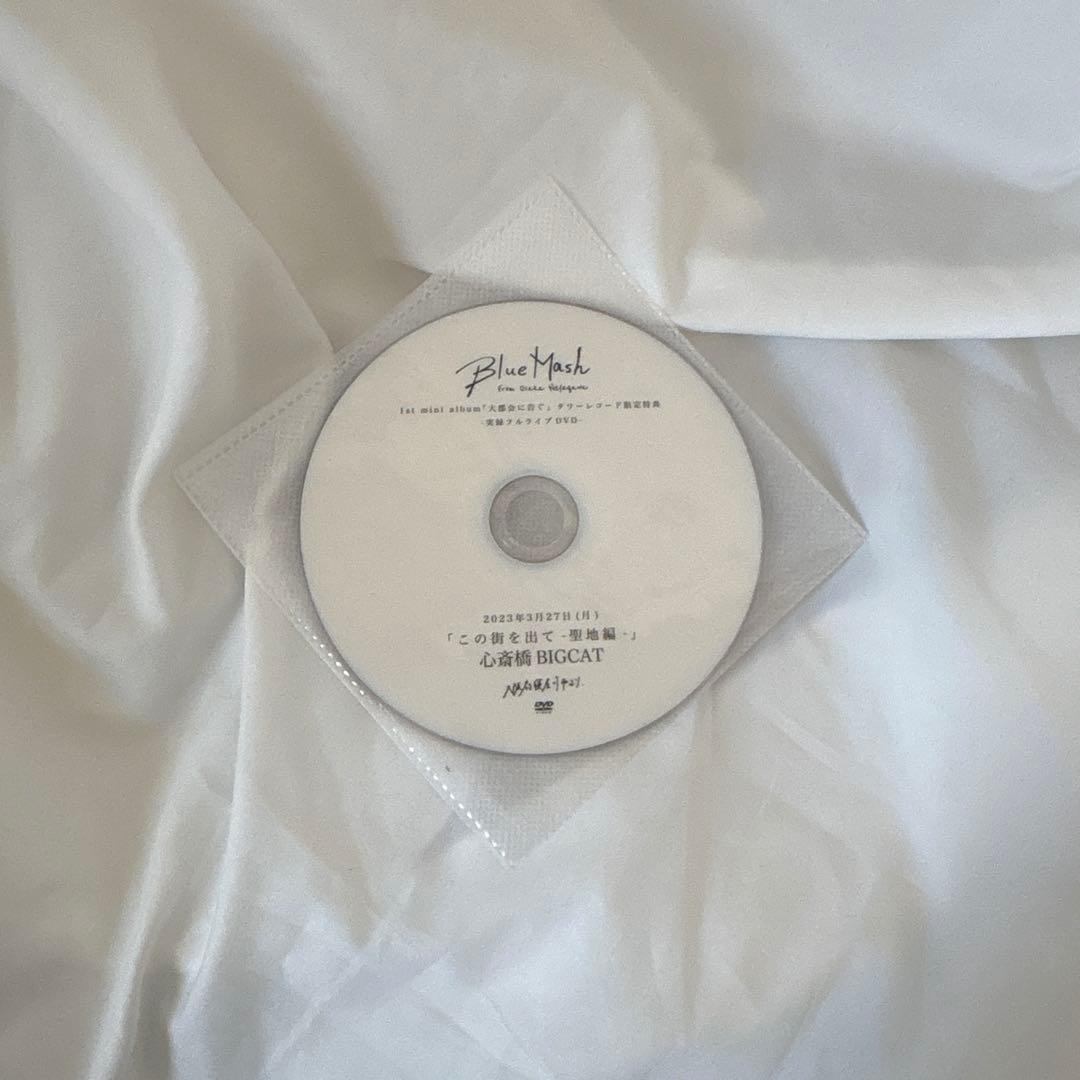 Blue Mash
From Osaka Neyagawa
1st mini album「大都会に告ぐ」タワーレコード限定特典
-実録フルライブDVD-
2023年3月27日(月)
「この街を出て -聖地編 -」
心斎橋 BIGCAT
DVD